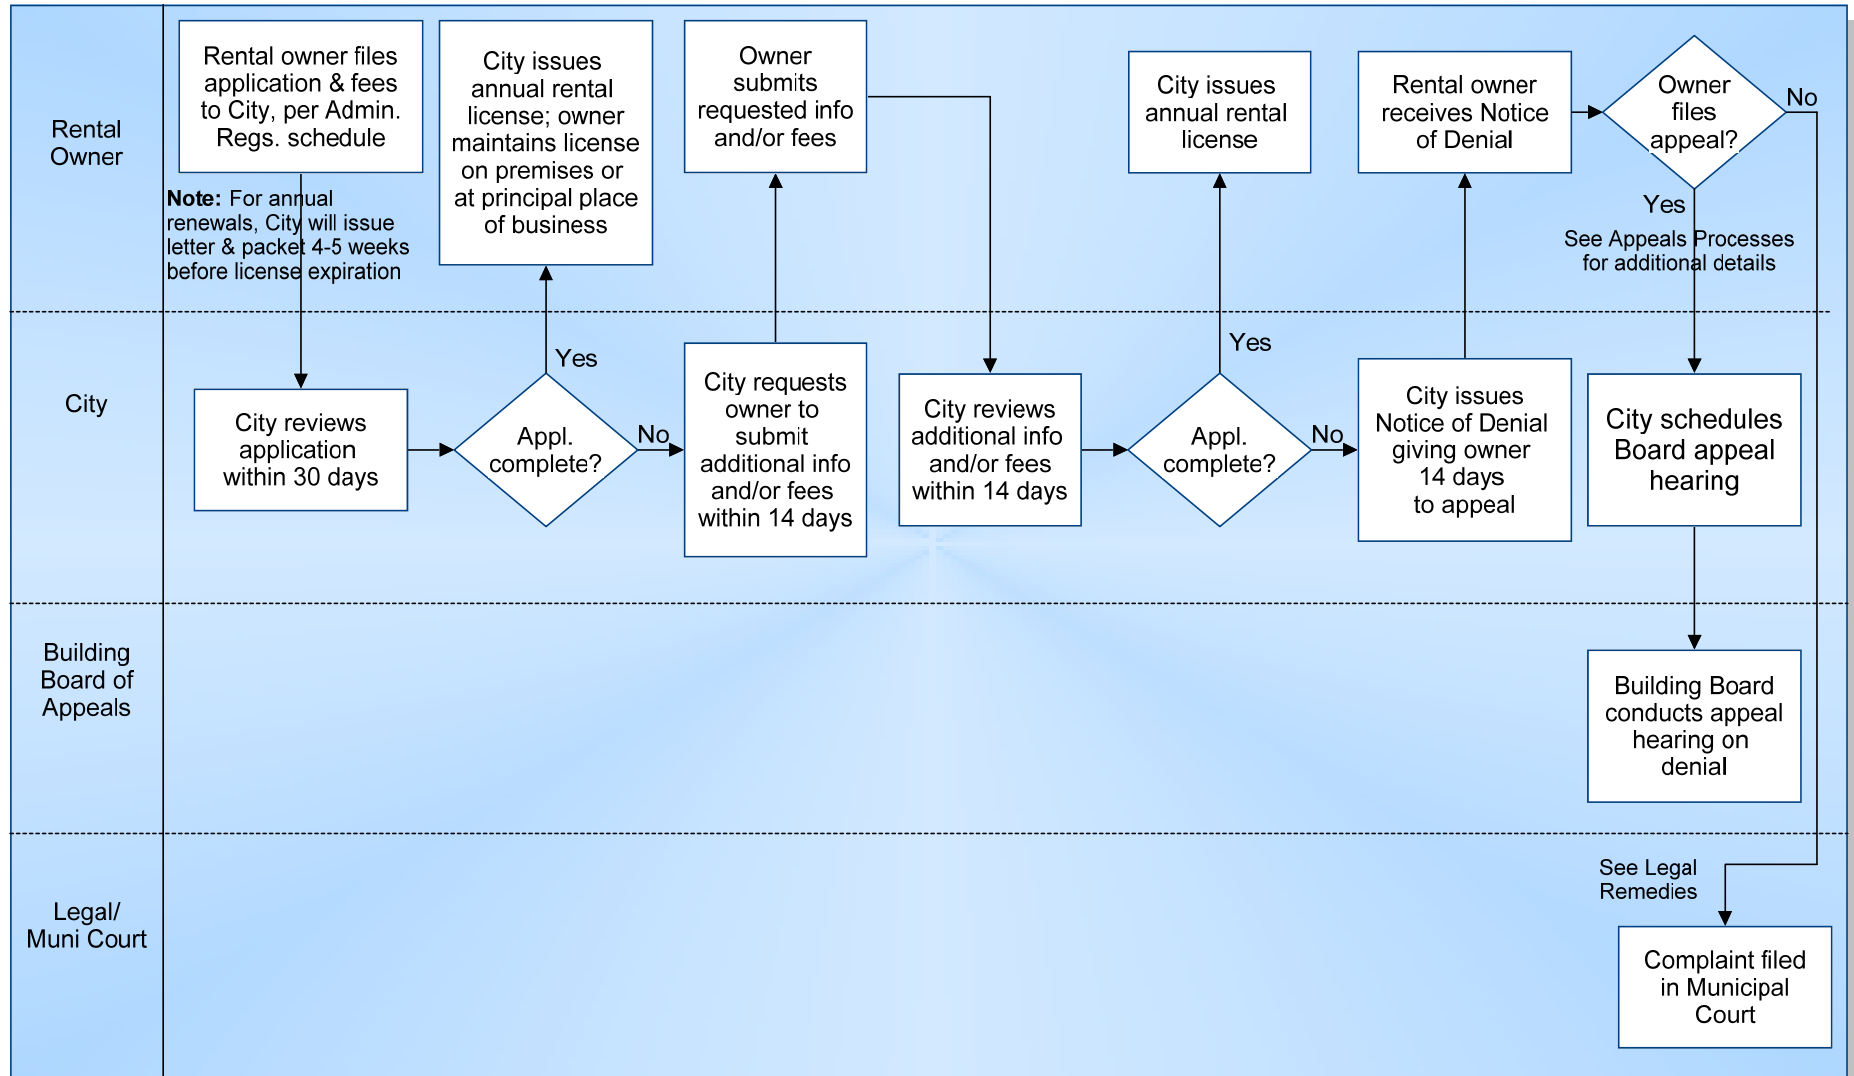 Rental
Owner
Rental owner files
application & fees
to City, per Admin.
Regs. schedule
Note: For annual
renewals, City will issue
letter & packet 4-5 weeks
before license expiration
City issues
annual rental
license; owner
maintains license
on premises or
at principal place
of business
Owner
submits
requested info
and/or fees
City issues
annual rental
license
Rental owner
receives Notice
of Denial
Owner
files
appeal?
No
Yes
See Appeals Processes
for additional details
City
City reviews
application
within 30 days
Appl.
complete?
Yes
No
City requests
owner to
submit
additional info
and/or fees
within 14 days
City reviews
additional info
and/or fees
within 14 days
Appl.
complete?
Yes
No
City issues
Notice of Denial
giving owner
14 days
to appeal
City schedules
Board appeal
hearing
Building
Board of
Appeals
Building Board
conducts appeal
hearing on
denial
Legal/
Muni Court
See Legal
Remedies
Complaint filed
in Municipal
Court